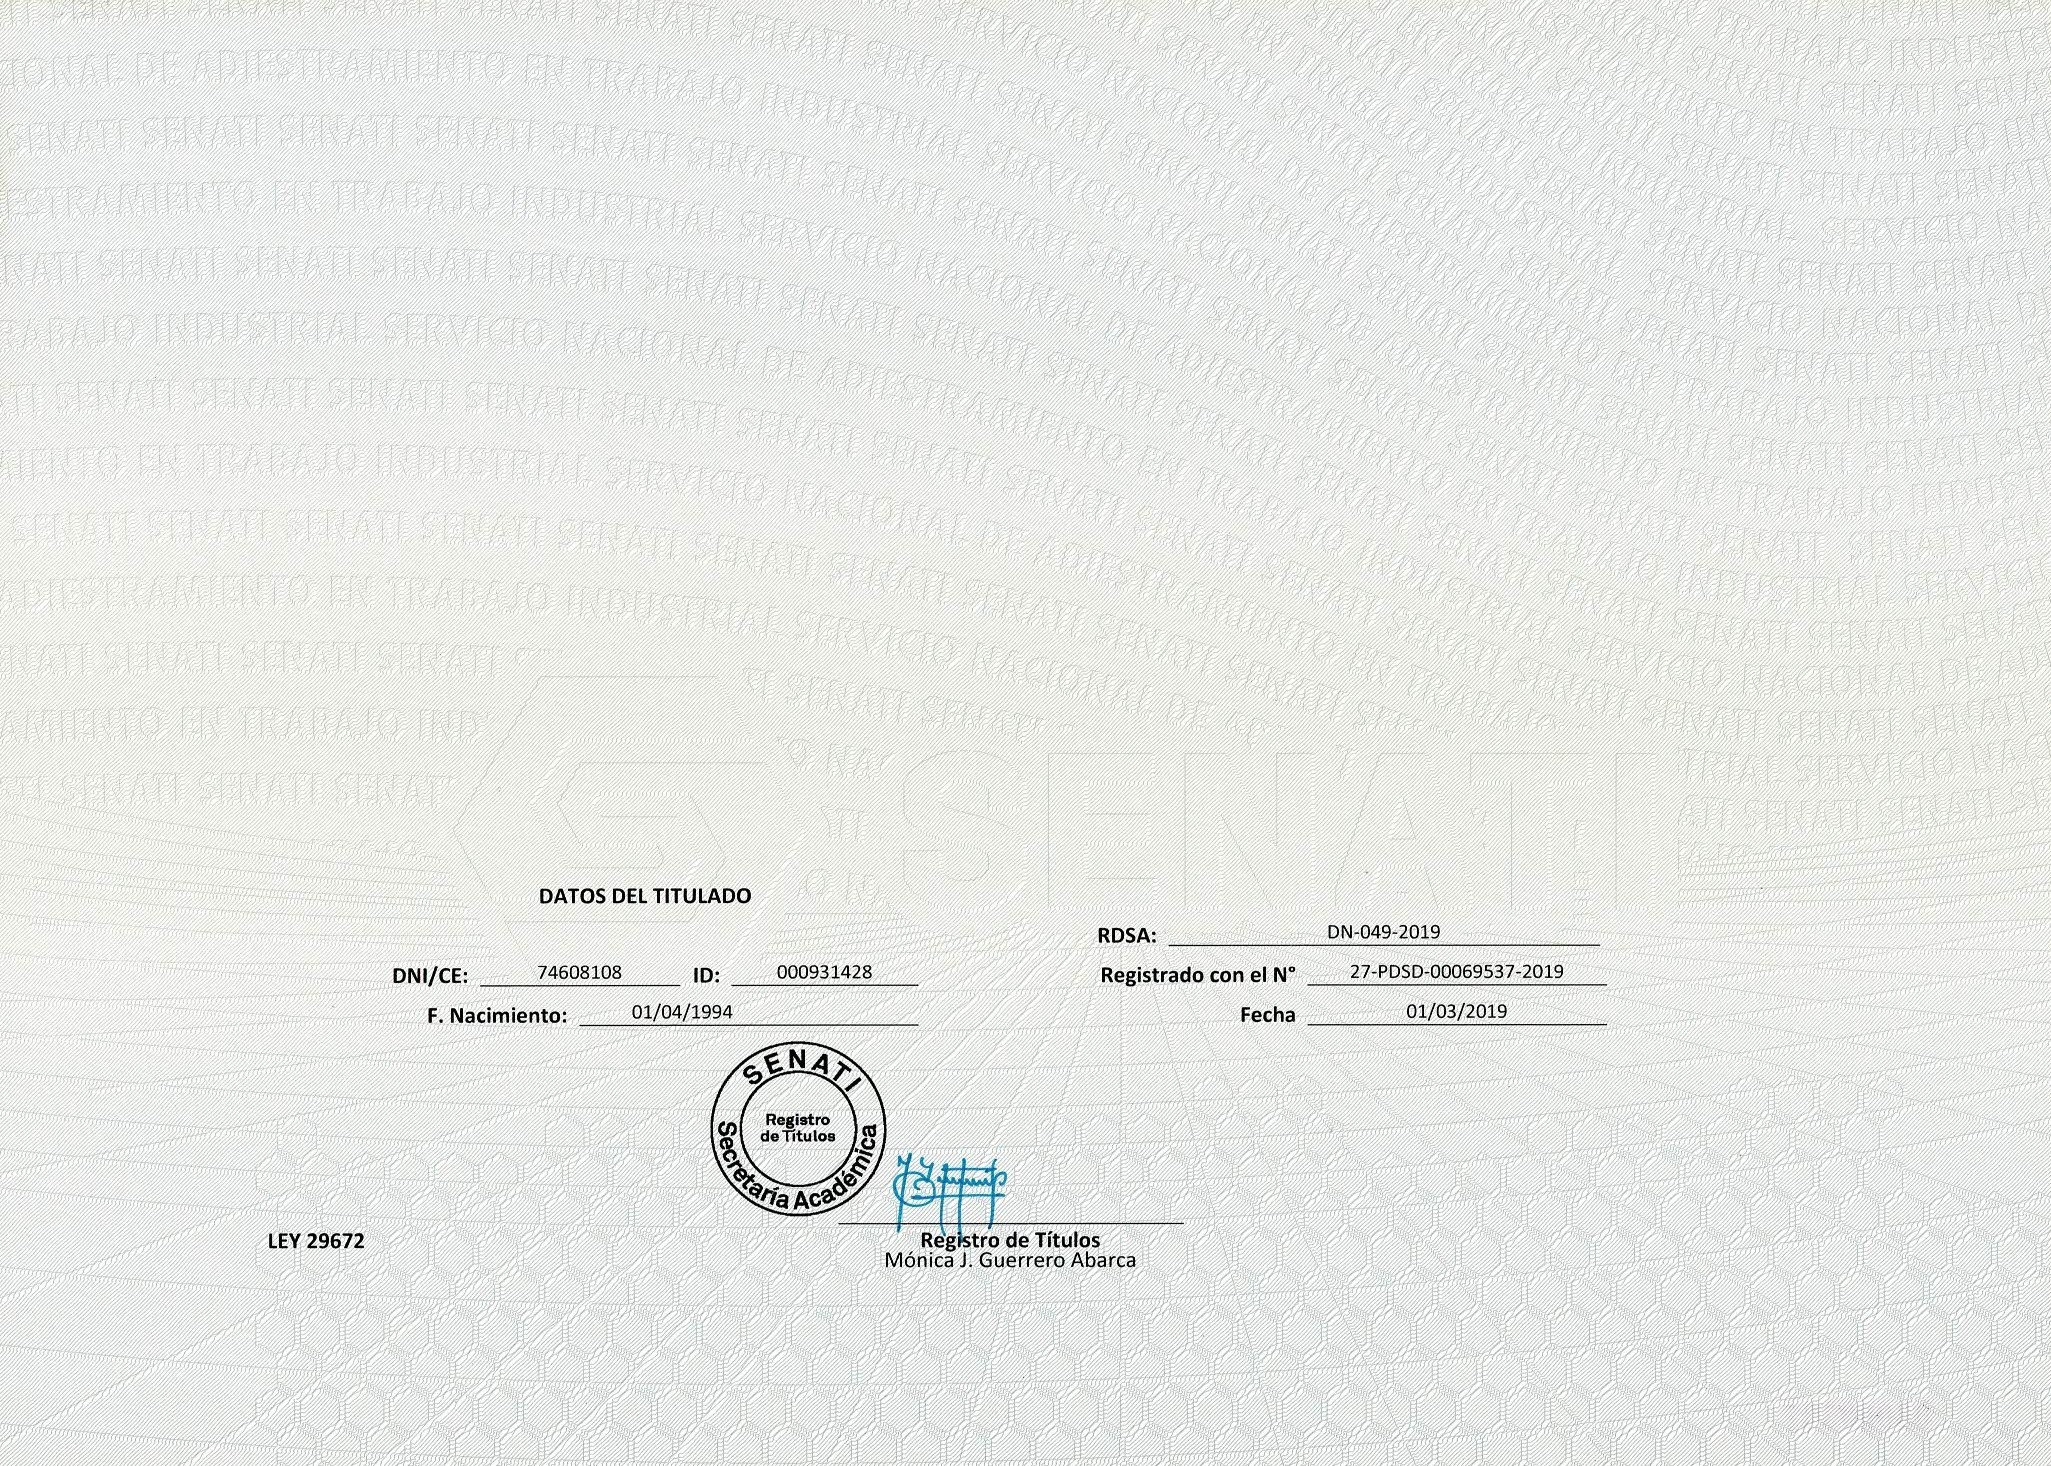 DATOS DEL TITULADO
RDSA: DN-049-2019
DNI/CE: 74608108 ID: 000931428
Registrado con el N° 27-PDSD-00069537-2019
F. Nacimiento: 01/04/1994
Fecha 01/03/2019
SENATI
Registro
de Títulos
Secretaría Académica
LEY 29672
Registro de Títulos
Mónica J. Guerrero Abarca
SENATI